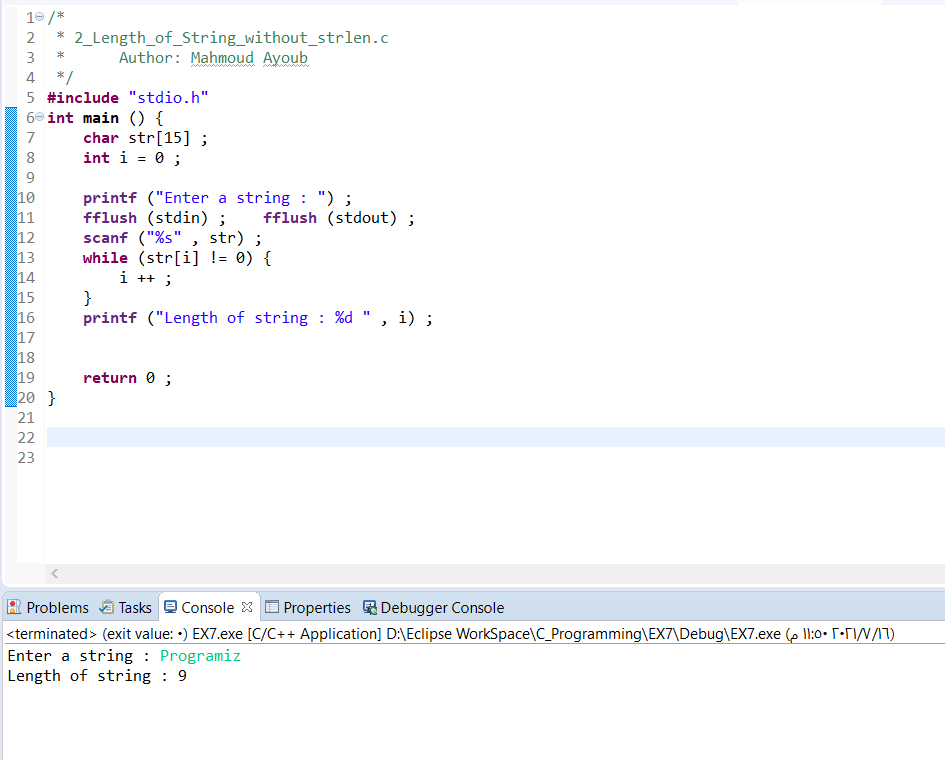 1 /*
2  * 2_Length_of_String_without_strlen.c
3  *      Author: Mahmoud Ayoub
4  */
5 #include "stdio.h"
6 int main () {
7     char str[15] ;
8     int i = 0 ;
9
10     printf ("Enter a string : ") ;
11     fflush (stdin) ;    fflush (stdout) ;
12     scanf ("%s" , str) ;
13     while (str[i] != 0) {
14         i ++ ;
15     }
16     printf ("Length of string : %d " , i) ;
17
18
19     return 0 ;
20 }
21
22
23
Problems Tasks Console Properties Debugger Console
<terminated> (exit value: ٠) EX7.exe [C/C++ Application] D:\Eclipse WorkSpace\C_Programming\EX7\Debug\EX7.exe (١٦‏/٧‏/٢٠٢١ ١١:٥٠ م)
Enter a string : Programiz
Length of string : 9